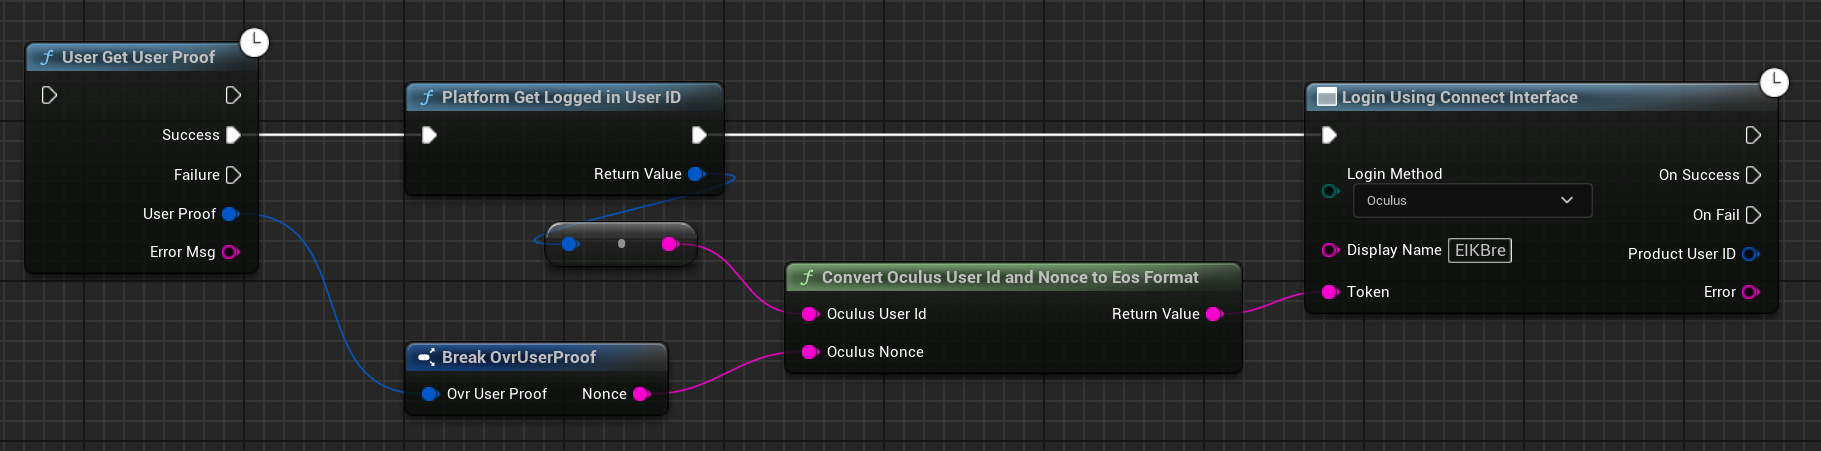 User Get User Proof
Success
Failure
User Proof
Error Msg
Platform Get Logged in User ID
Return Value
Break OvrUserProof
Ovr User Proof
Nonce
Convert Oculus User Id and Nonce to Eos Format
Oculus User Id
Return Value
Oculus Nonce
Login Using Connect Interface
Login Method
Oculus
On Success
On Fail
Display Name
EIKBre
Product User ID
Token
Error